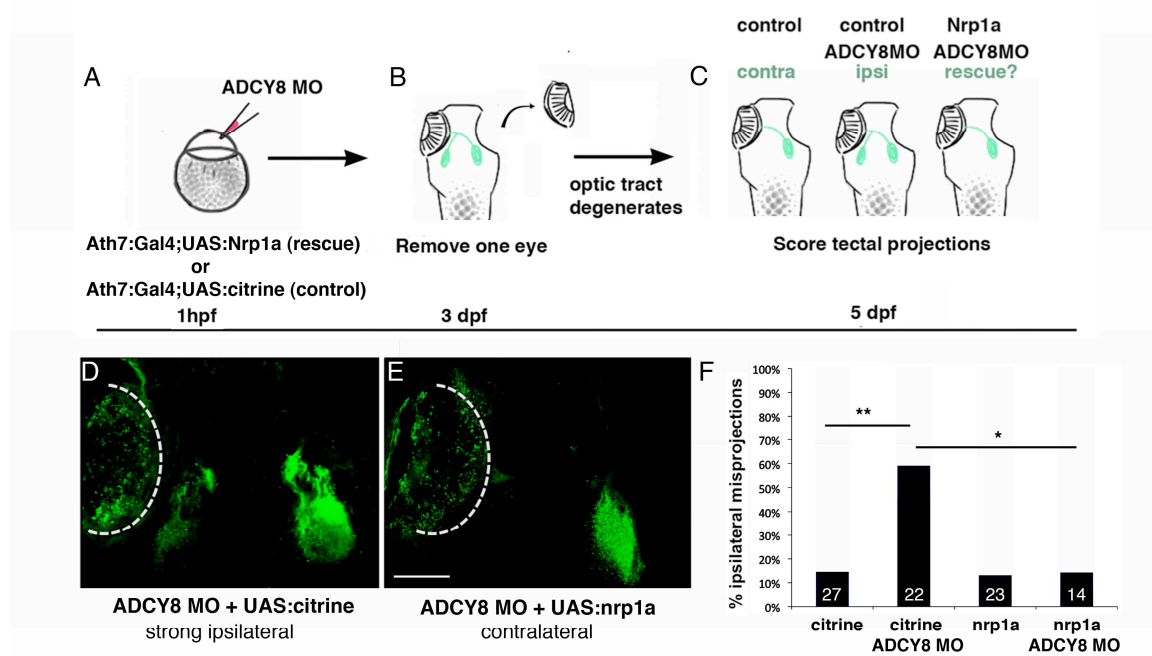 A
ADCY8 MO
Ath7:Gal4;UAS:Nrp1a (rescue)
or
Ath7:Gal4;UAS:citrine (control)
B
Remove one eye
optic tract
degenerates
C
control
contra
control
ADCY8MO
ipsi
Nrp1a
ADCY8MO
rescue?
Score tectal projections
1hpf
3 dpf
5 dpf
D
ADCY8 MO + UAS:citrine
strong ipsilateral
E
ADCY8 MO + UAS:nrp1a
contralateral
F
% ipsilateral misprojections
100%
90%
80%
70%
60%
50%
40%
30%
20%
10%
0%
**
*
27
22
23
14
citrine
citrine
ADCY8 MO
nrp1a
nrp1a
ADCY8 MO